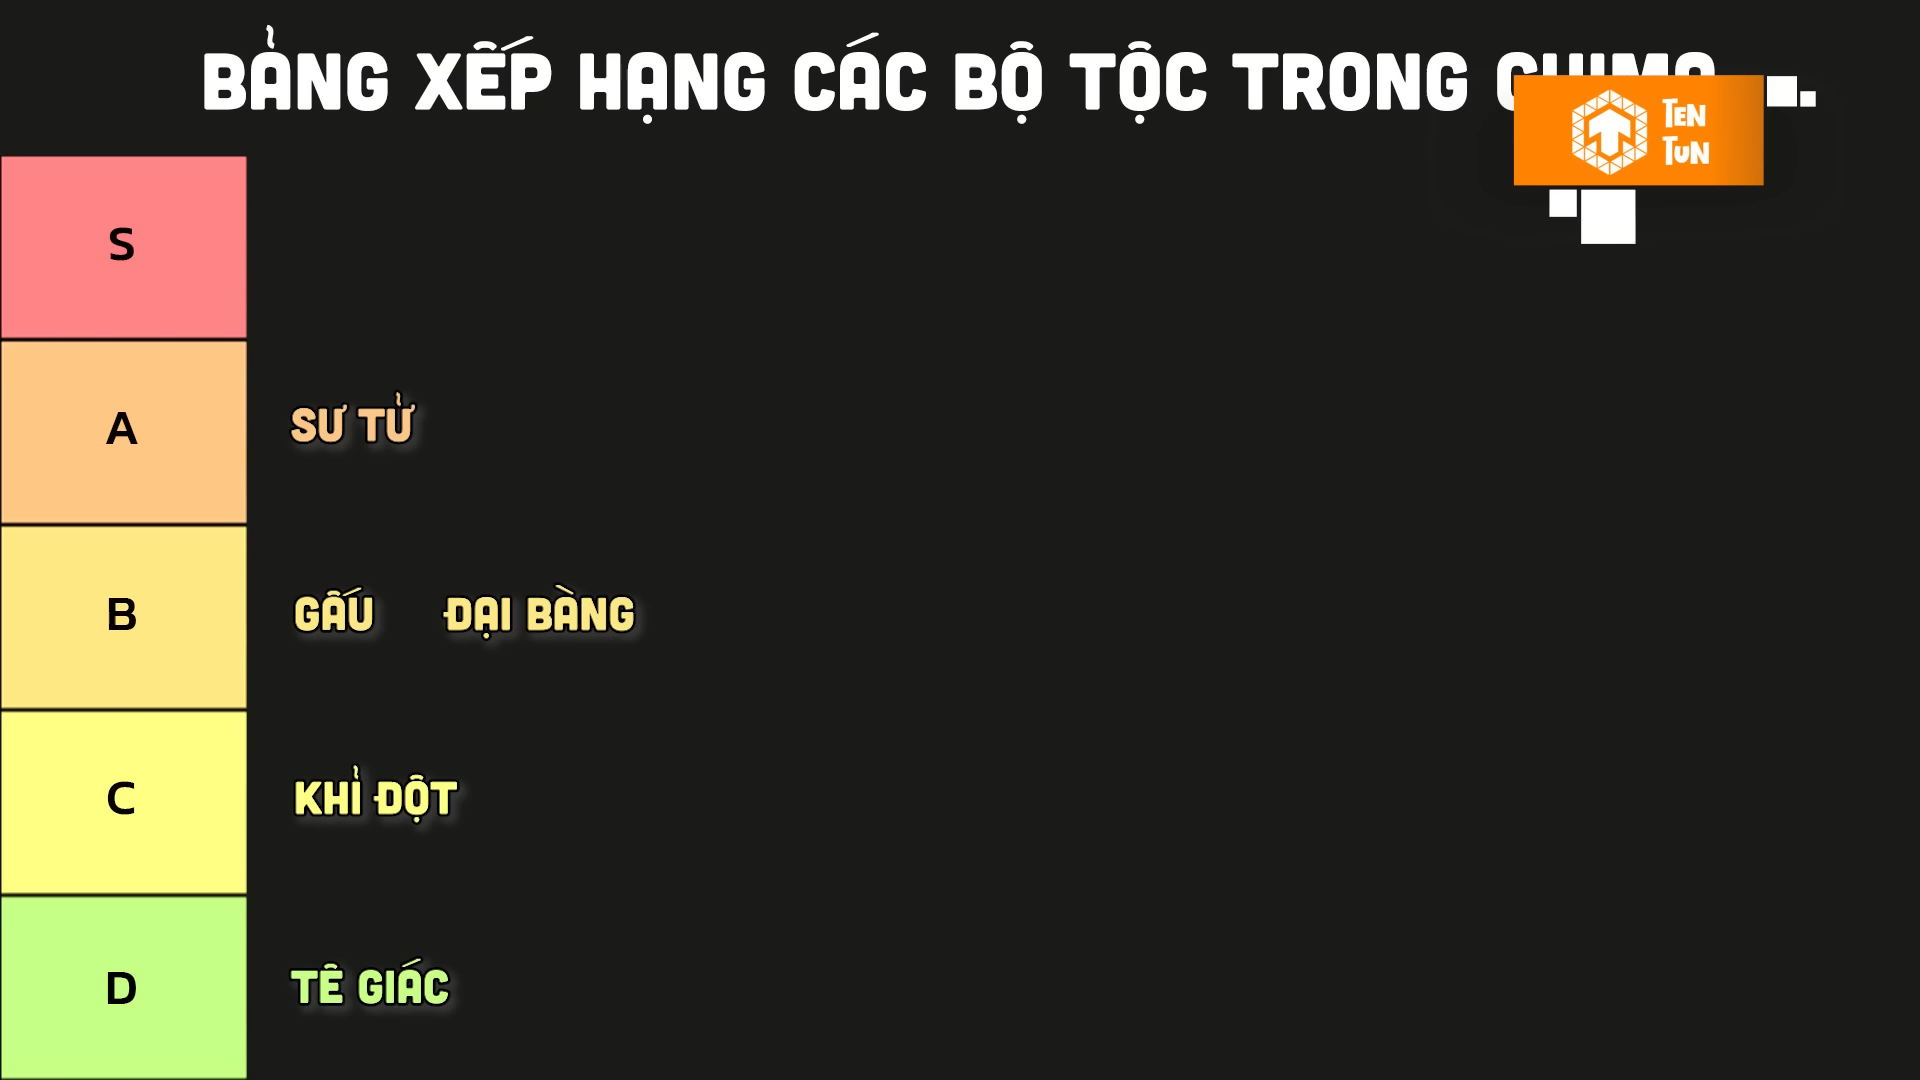 BẢNG XẾP HẠNG CÁC BỘ TỘC TRONG
TEN
TUN
S
A SƯ TỬ
B GẤU ĐẠI BÀNG
C KHỈ ĐỘT
D TÊ GIÁC